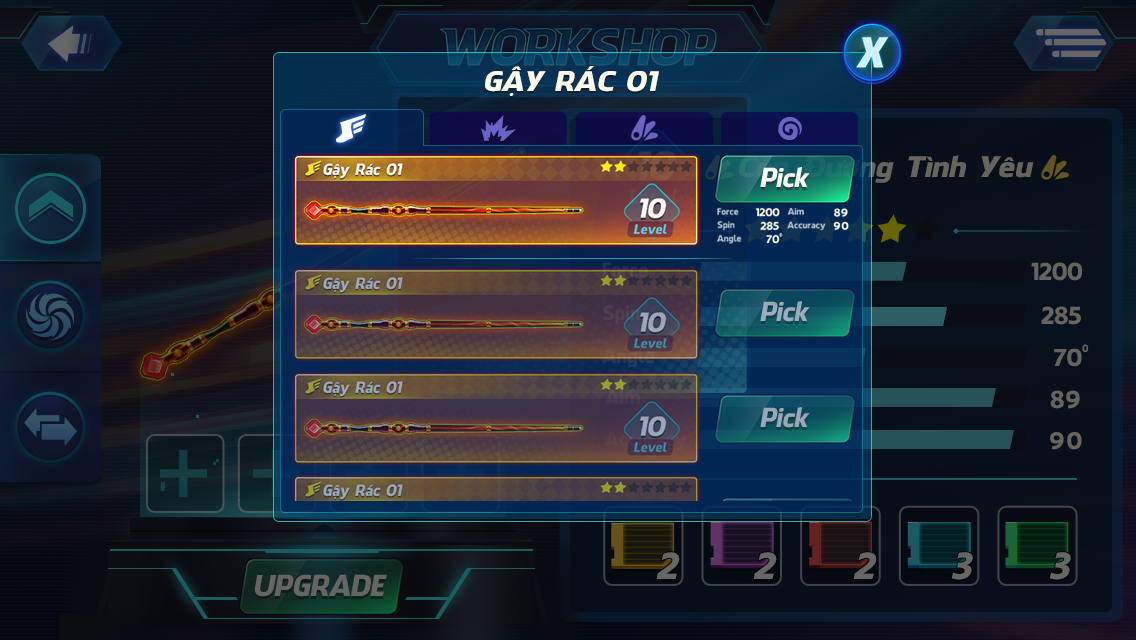 WORKSHOP
GẬY RÁC 01
X
Gậy Rác 01
10
Level
Pick
Force 1200 Aim 89
Spin 285 Accuracy 90
Angle 70°
Tình Yêu
Gậy Rác 01
10
Level
Pick
Gậy Rác 01
10
Level
Pick
Gậy Rác 01
1200
285
70°
89
90
UPGRADE
2
2
2
3
3